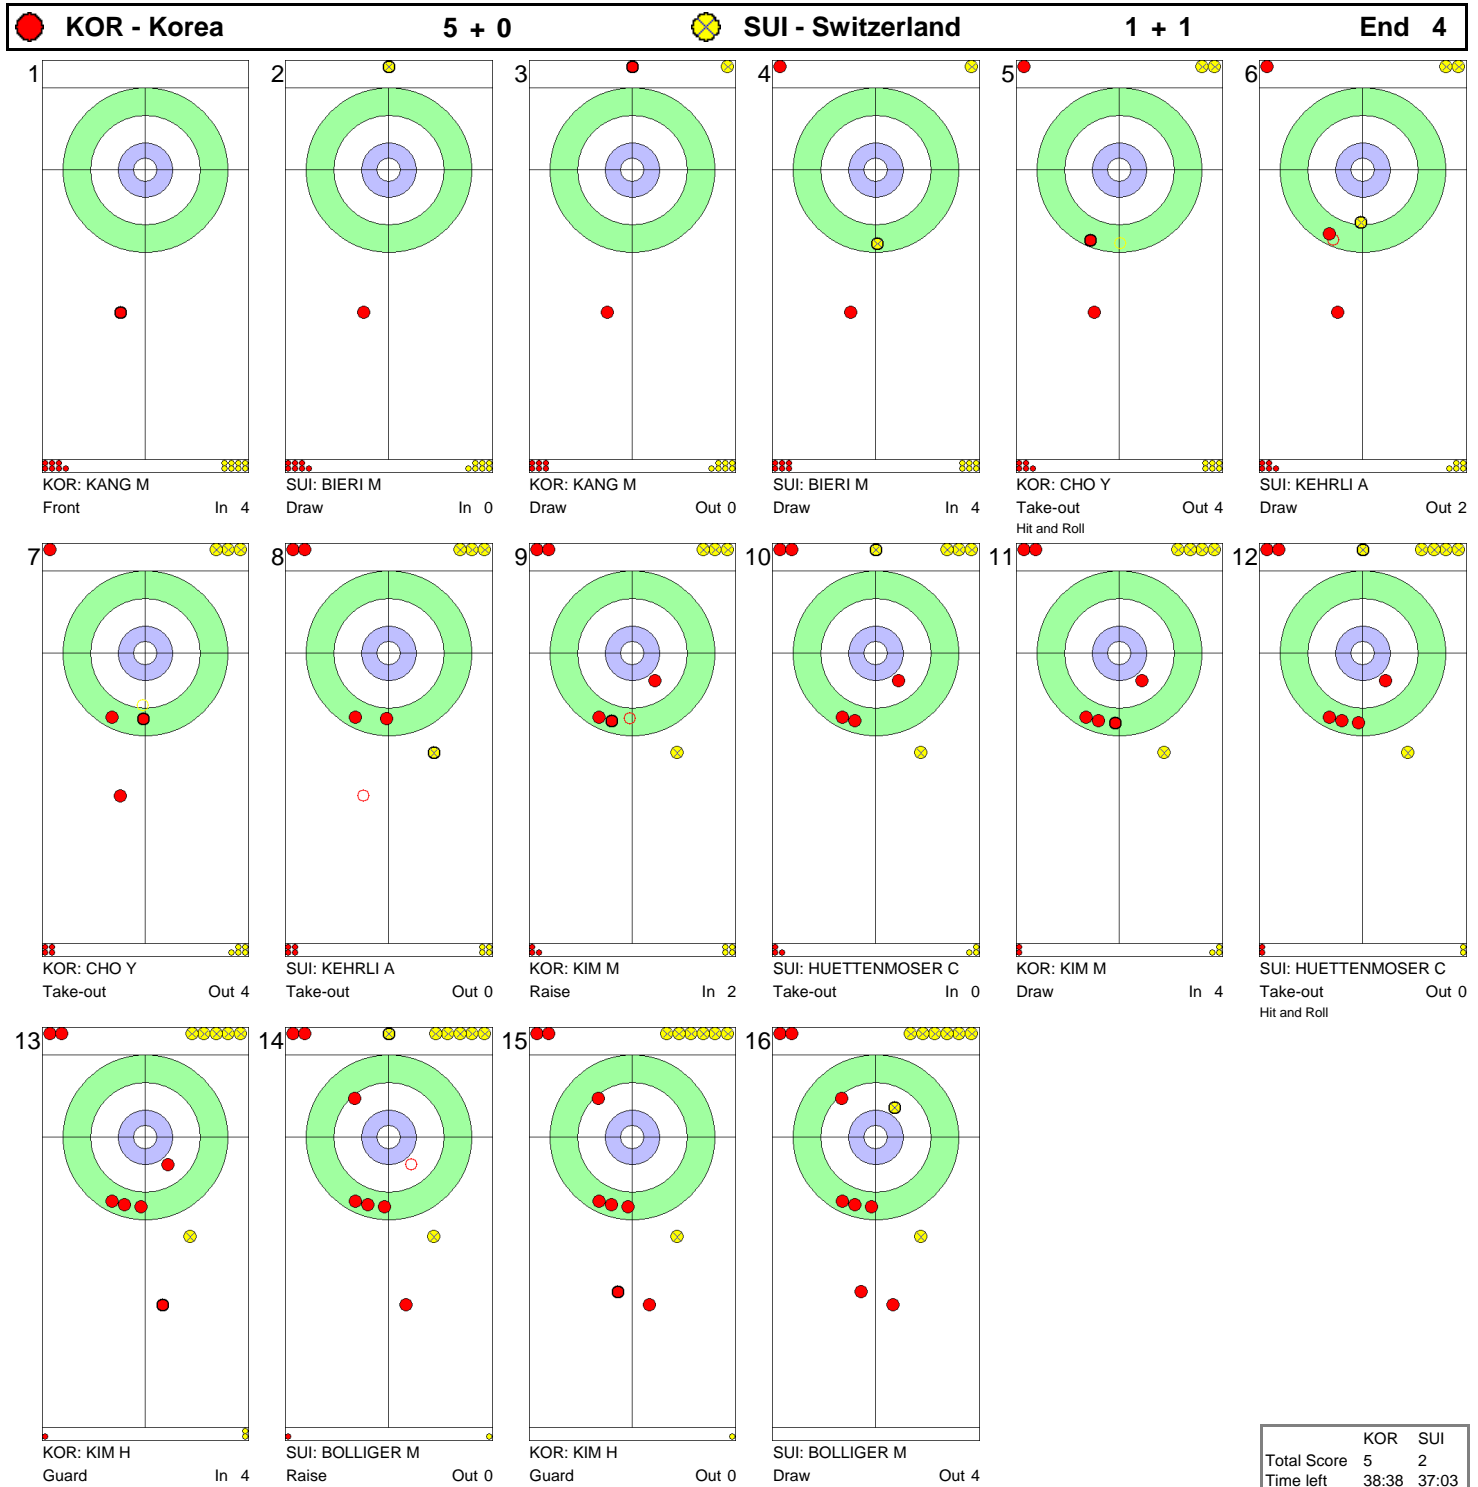 KOR - Korea 5 + 0 SUI - Switzerland 1 + 1 End 4
1 2 3 4 5 6
KOR: KANG M SUI: BIERI M KOR: KANG M SUI: BIERI M KOR: CHO Y SUI: KEHRLI A
Front In 4 Draw In 0 Draw Out 0 Draw In 4 Take-out Out 4 Draw Out 2
Hit and Roll
7 8 9 10 11 12
KOR: CHO Y SUI: KEHRLI A KOR: KIM M SUI: HUETTENMOSER C KOR: KIM M SUI: HUETTENMOSER C
Take-out Out 4 Take-out Out 0 Raise In 2 Take-out In 0 Draw In 4 Take-out Out 0
Hit and Roll
13 14 15 16
KOR: KIM H SUI: BOLLIGER M KOR: KIM H SUI: BOLLIGER M
Guard In 4 Raise Out 0 Guard Out 0 Draw Out 4
KOR SUI
Total Score 5 2
Time left 38:38 37:03